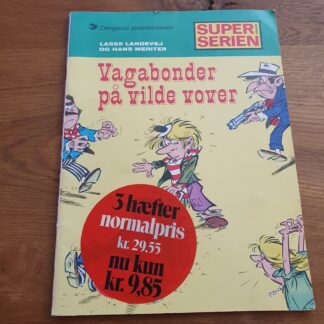 Dargaud præsenterer
SUPER
SERIEN
LASSE LANDEVEJ
OG HANS MERITER
Vagabonder
på vilde vover
3 hæfter
normalpris
kr. 29.55
nu kun
kr. 9,85